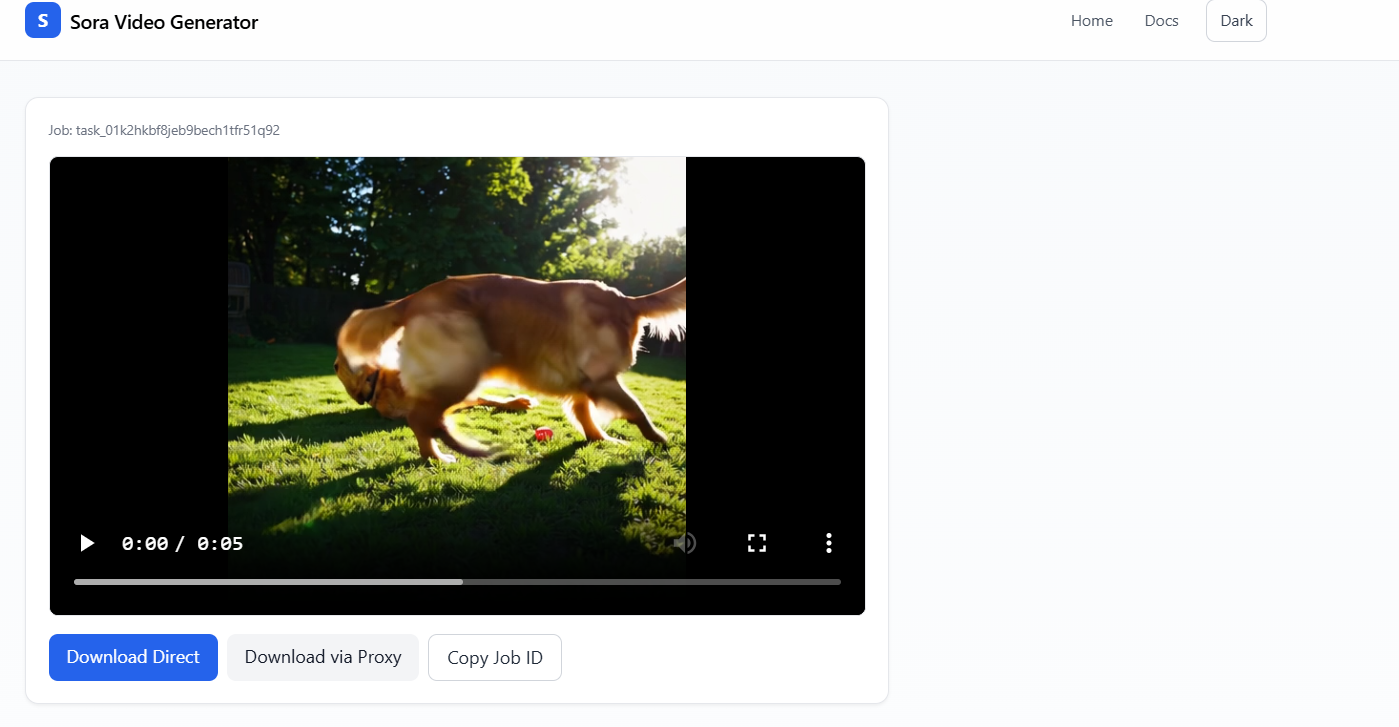 S Sora Video Generator Home Docs Dark
Job: task_01k2hkbf8jeb9bech1tfr51q92
0:00 / 0:05
Download Direct Download via Proxy Copy Job ID